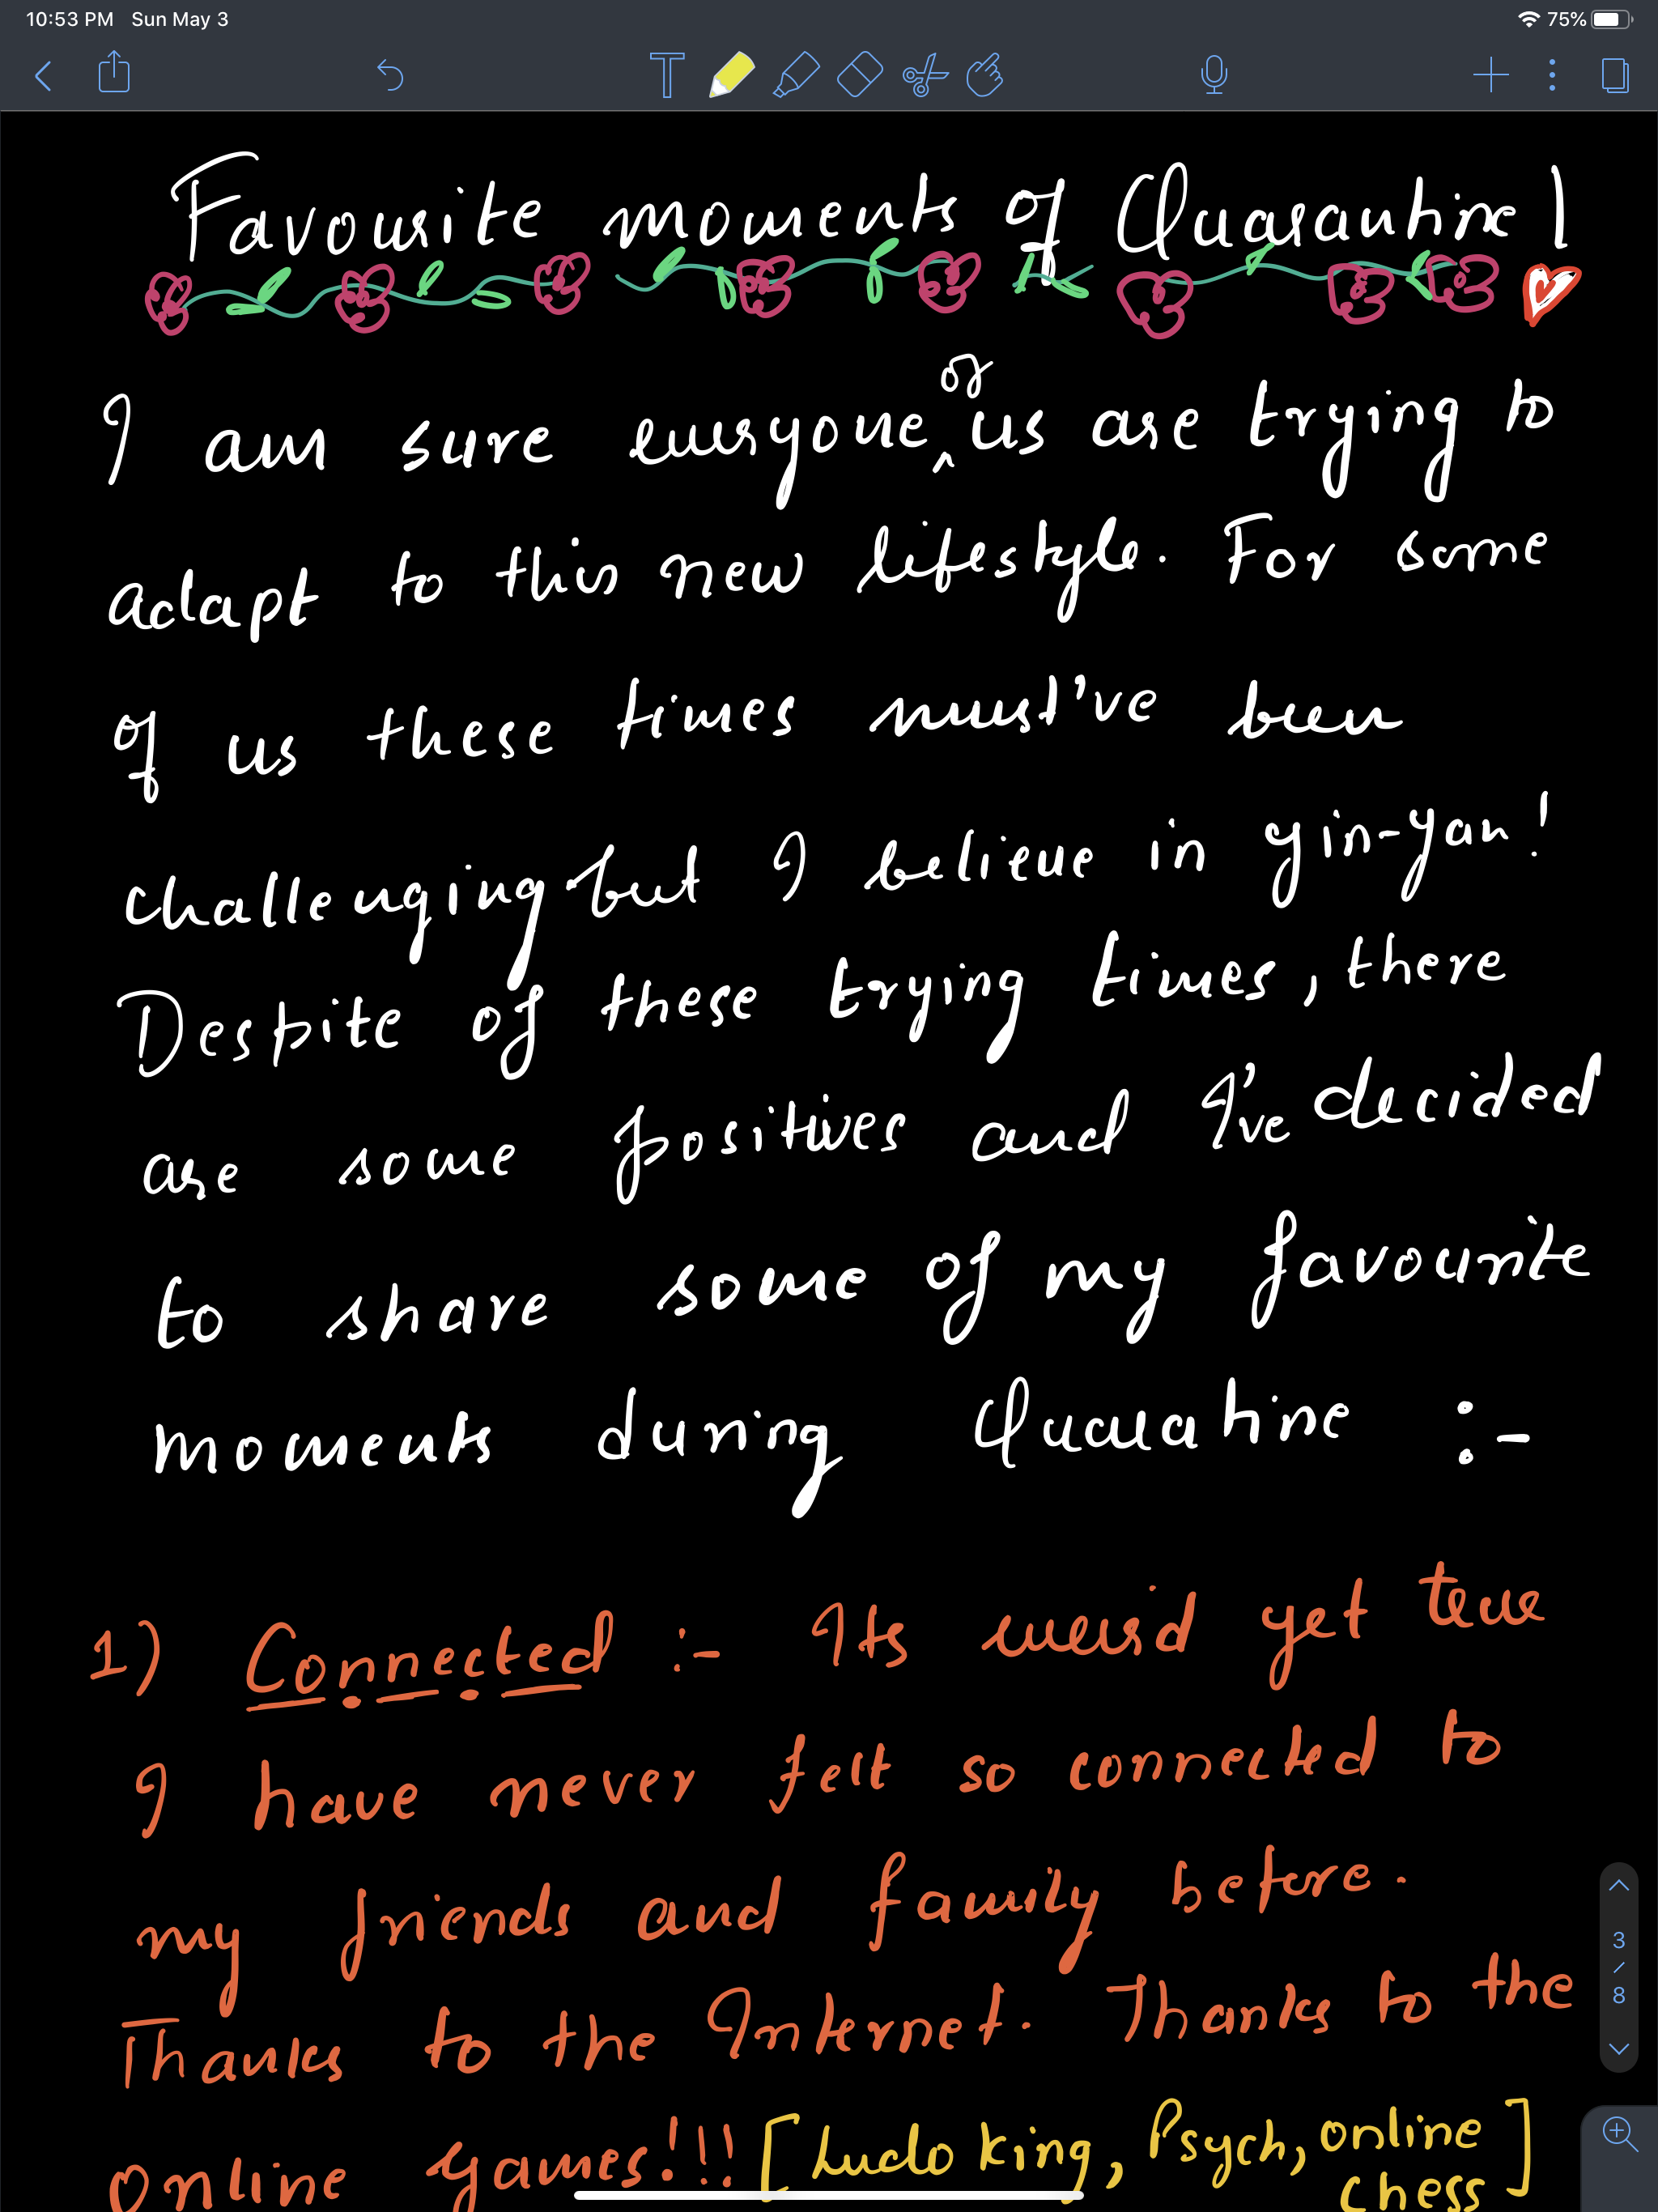 10:53 PM Sun May 3
75%
T
Favourite moments of Quarantine!
I am sure everyone ^of us are trying to
adapt to this new lifestyle. For some
of us these times must've been
challenging but I believe in yin-yan!
Despite of these trying times, there
are some positives and I've decided
to share some of my favourite
moments during Quaratine :-
1) Connected :- Its weird yet true
I have never felt so connected to
my friends and family before.
Thanks to the Internet. Thanks to the
online games!!! [Ludo king, Psych, online
chess]
3
/
8